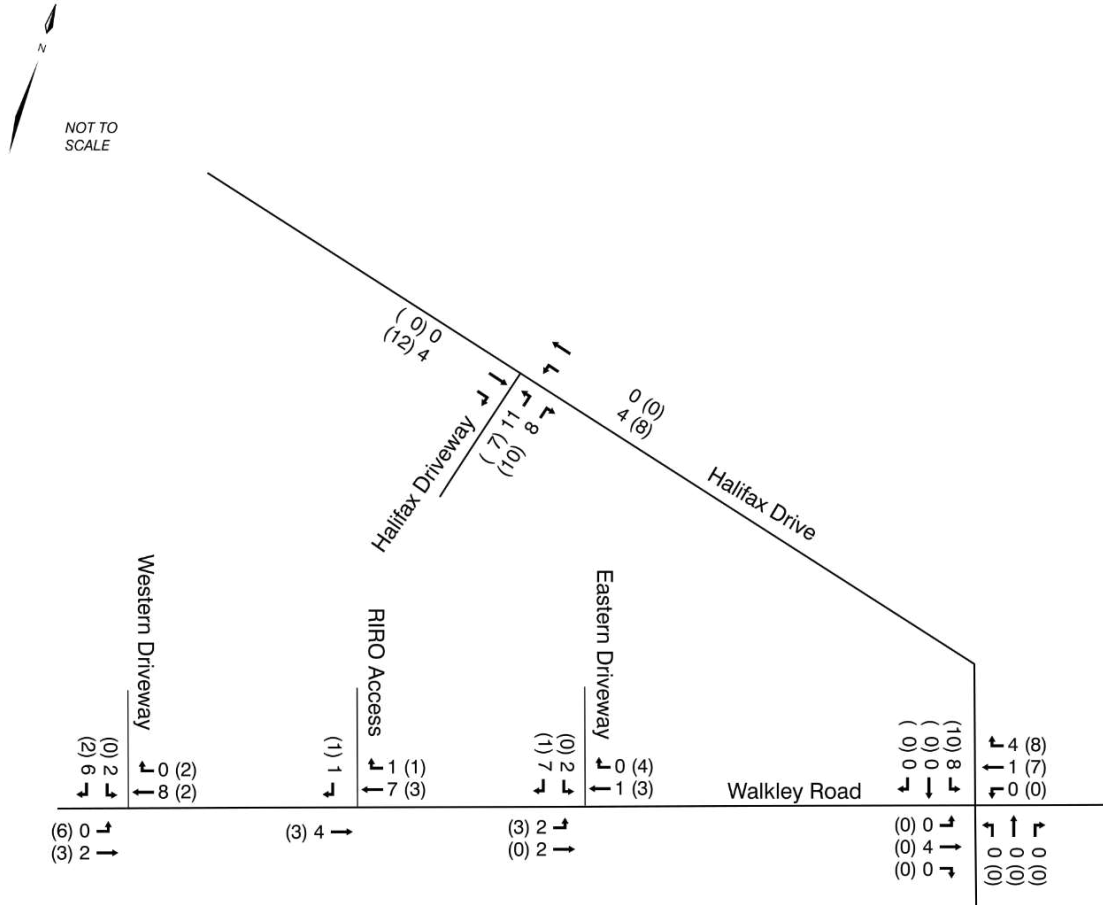 N
NOT TO
SCALE
( 0) 0
(12) 4
0 (0)
4 (8)
( 7) 11
(10) 8
Halifax Driveway
Halifax Drive
Western Driveway
RIRO Access
Eastern Driveway
Walkley Road
(2) 6
(0) 2
0 (2)
8 (2)
(6) 0
(3) 2
(1) 1
1 (1)
7 (3)
(3) 4
(1) 7
(0) 2
0 (4)
1 (3)
(3) 2
(0) 2
( 0) 0
( 0) 0
(10) 8
4 (8)
1 (7)
0 (0)
(0) 0
(0) 4
(0) 0
0 (0)
0 (0)
0 (0)